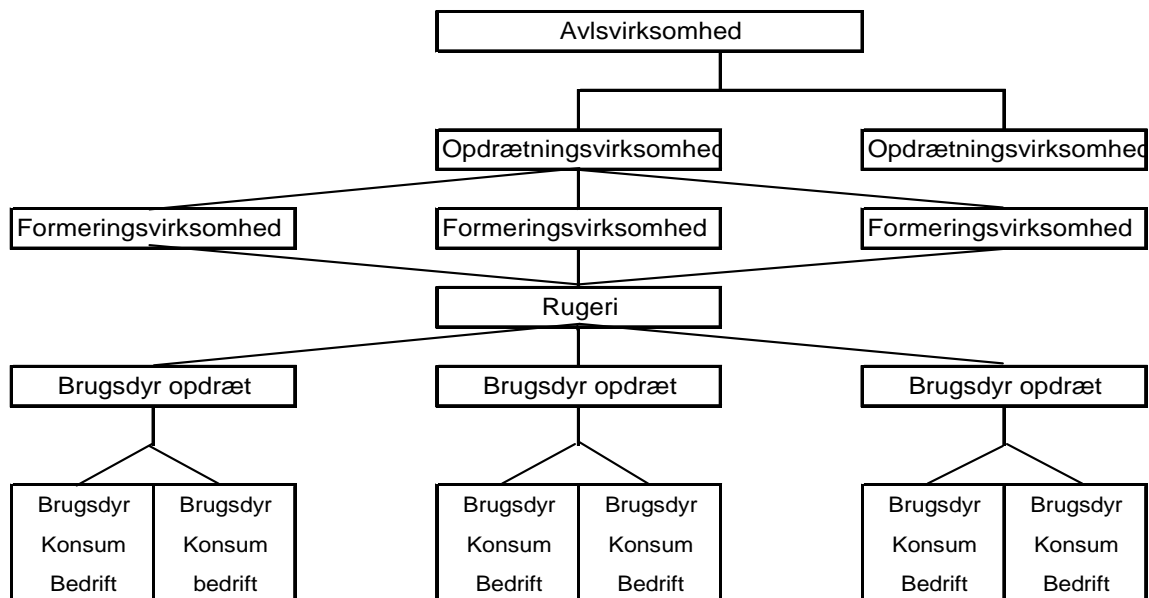 Avlsvirksomhed
Opdrætningsvirksomhed
Opdrætningsvirksomhed
Formeringsvirksomhed
Formeringsvirksomhed
Formeringsvirksomhed
Rugeri
Brugsdyr opdræt
Brugsdyr opdræt
Brugsdyr opdræt
Brugsdyr
Konsum
Bedrift
Brugsdyr
Konsum
bedrift
Brugsdyr
Konsum
Bedrift
Brugsdyr
Konsum
Bedrift
Brugsdyr
Konsum
Bedrift
Brugsdyr
Konsum
Bedrift